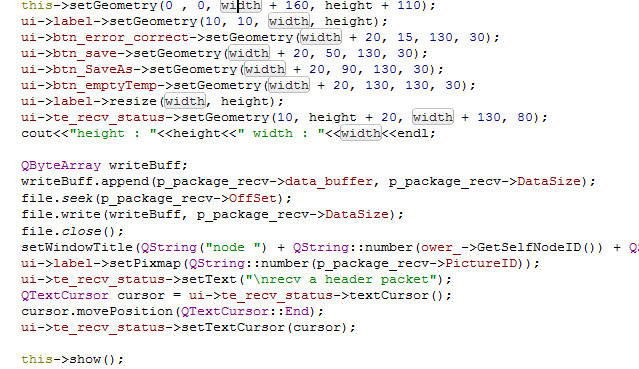 this->setGeometry(0 , 0, width + 160, height + 110);
ui->label->setGeometry(10, 10, width, height);
ui->btn_error_correct->setGeometry(width + 20, 15, 130, 30);
ui->btn_save->setGeometry(width + 20, 50, 130, 30);
ui->btn_SaveAs->setGeometry(width + 20, 90, 130, 30);
ui->btn_emptyTemp->setGeometry(width + 20, 130, 130, 30);
ui->label->resize(width, height);
ui->te_recv_status->setGeometry(10, height + 20, width + 130, 80);
cout<<"height : "<<height<<" width : "<<width<<endl;
QByteArray writeBuff;
writeBuff.append(p_package_recv->data_buffer, p_package_recv->DataSize);
file.seek(p_package_recv->OffSet);
file.write(writeBuff, p_package_recv->DataSize);
file.close();
setWindowTitle(QString("node ") + QString::number(ower_->GetSelfNodeID()) + QS
ui->label->setPixmap(QString::number(p_package_recv->PictureID));
ui->te_recv_status->setText("\nrecv a header packet");
QTextCursor cursor = ui->te_recv_status->textCursor();
cursor.movePosition(QTextCursor::End);
ui->te_recv_status->setTextCursor(cursor);
this->show();